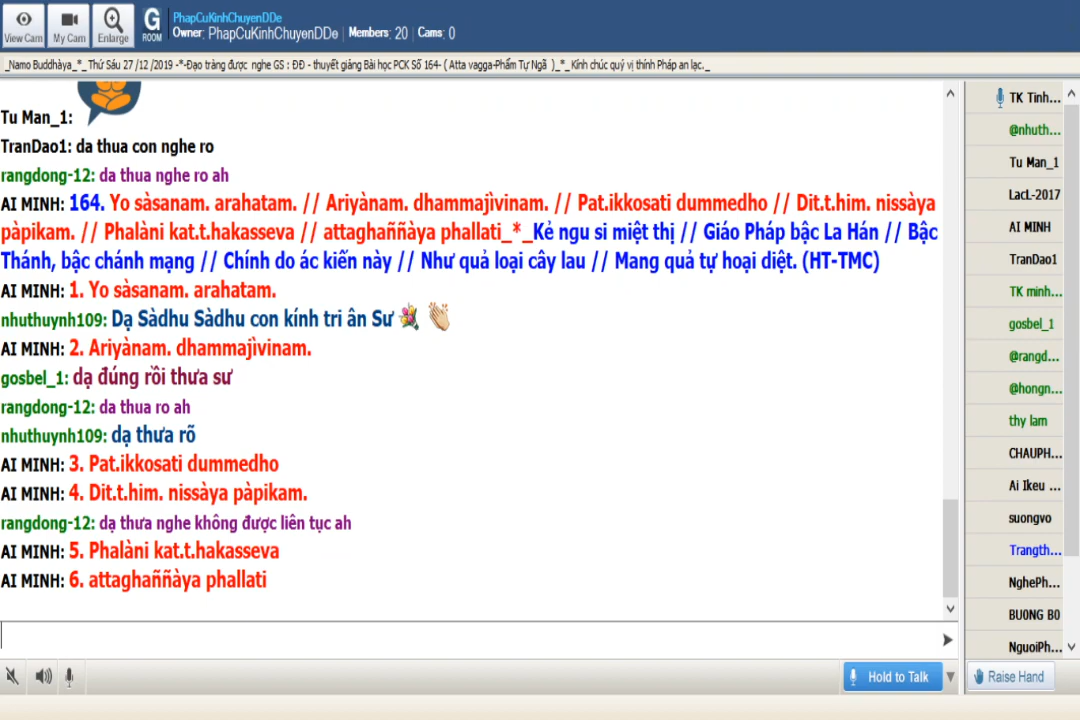 PhapCuKinhChuyenDDe
View Cam My Cam Enlarge G ROOM Owner: PhapCuKinhChuyenDDe | Members: 20 | Cams: 0
_Namo Buddhàya_*_ Thứ Sáu 27 /12 /2019 -*-Đạo tràng được nghe GS : ĐĐ - thuyết giảng Bài học PCK Số 164- ( Atta vagga-Phẩm Tự Ngã )_*_Kính chúc quý vị thính Pháp an lạc._
Tu Man_1:
TranDao1: da thua con nghe ro
rangdong-12: da thua nghe ro ah
AI MINH: 164. Yo sàsanam. arahatam. // Ariyànam. dhammajìvinam. // Pat.ikkosati dummedho // Dit.t.him. nissàya
pàpikam. // Phalàni kat.t.hakasseva // attaghaññàya phallati_*_Kẻ ngu si miệt thị // Giáo Pháp bậc La Hán // Bậc
Thánh, bậc chánh mạng // Chính do ác kiến này // Như quả loại cây lau // Mang quả tự hoại diệt. (HT-TMC)
AI MINH: 1. Yo sàsanam. arahatam.
nhuthuynh109: Dạ Sàdhu Sàdhu con kính tri ân Sư
AI MINH: 2. Ariyànam. dhammajìvinam.
gosbel_1: dạ đúng rồi thưa sư
rangdong-12: da thua ro ah
nhuthuynh109: dạ thưa rõ
AI MINH: 3. Pat.ikkosati dummedho
AI MINH: 4. Dit.t.him. nissàya pàpikam.
rangdong-12: dạ thưa nghe không được liên tục ah
AI MINH: 5. Phalàni kat.t.hakasseva
AI MINH: 6. attaghaññàya phallati
TK Tinh...
@nhuth...
Tu Man_1
LacL-2017
AI MINH
TranDao1
TK minh...
gosbel_1
@rangd...
@hongn...
thy lam
CHAUPH...
Ai Ikeu ...
suongvo
Trangth...
NghePh...
BUONG B0
NguoiPh...
Hold to Talk
Raise Hand